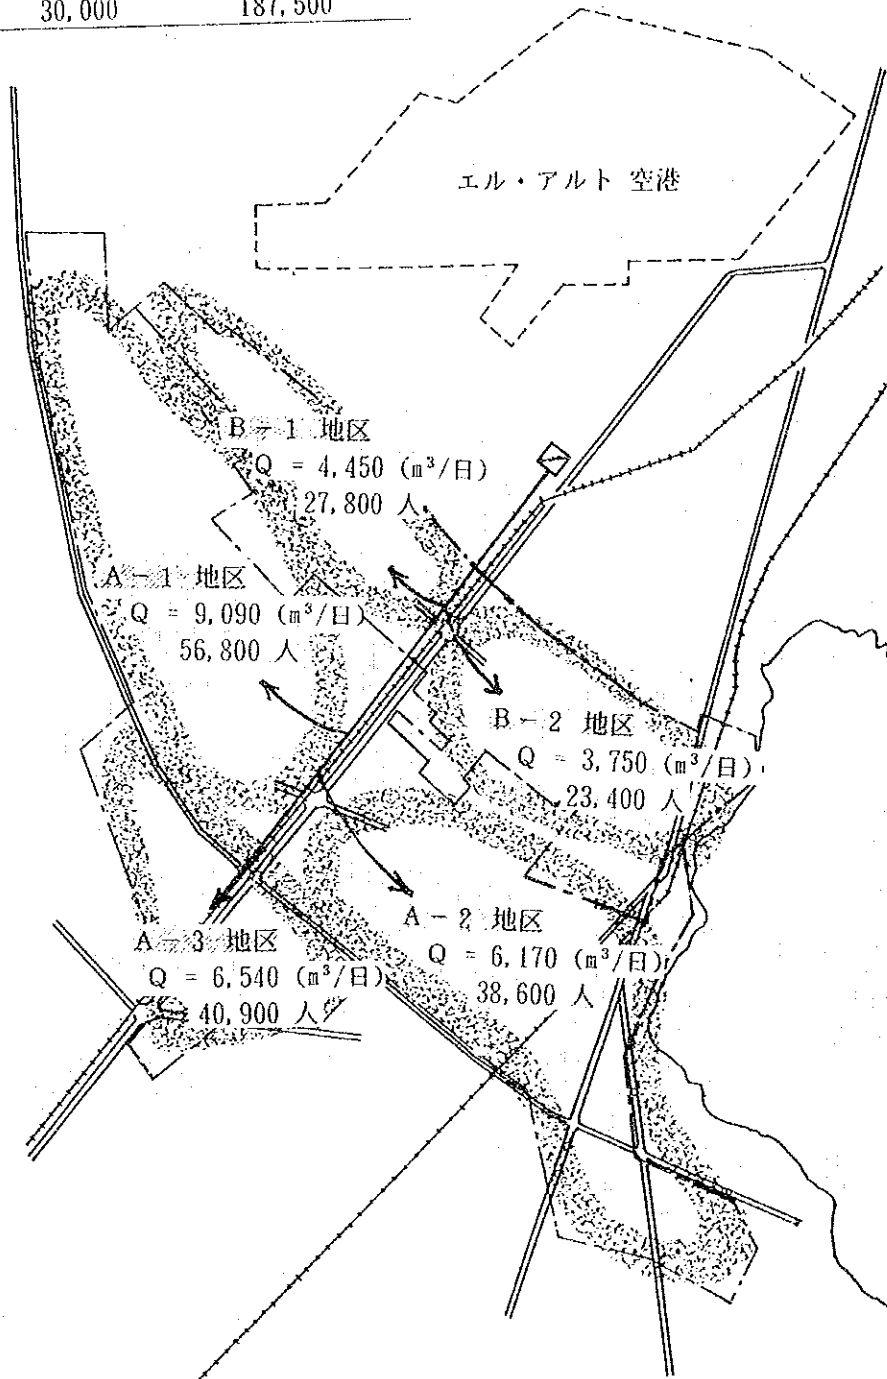 30,000 187,500
エル・アルト 空港
B－1 地区
Q = 4,450 (m³/日)
27,800 人
A－1 地区
Q = 9,090 (m³/日)
56,800 人
B－2 地区
Q = 3,750 (m³/日)
23,400 人
A－2 地区
Q = 6,170 (m³/日)
38,600 人
A－3 地区
Q = 6,540 (m³/日)
40,900 人